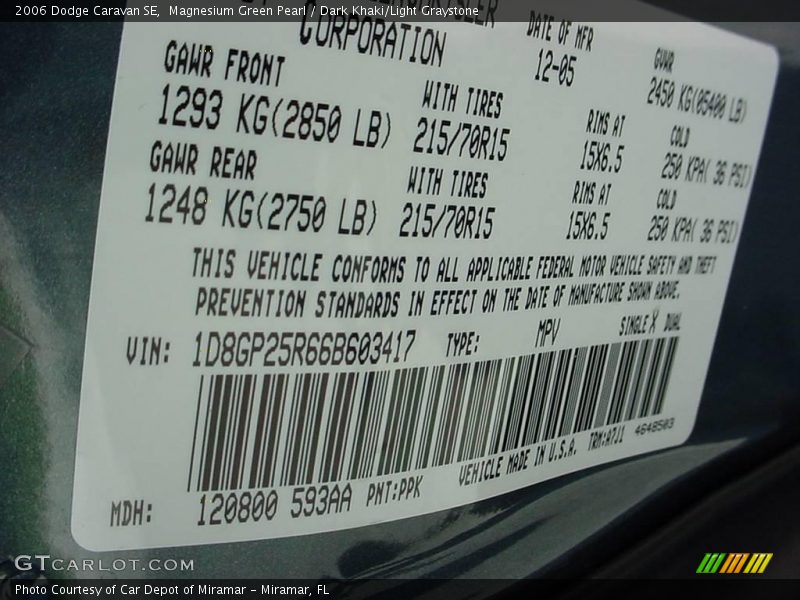 2006 Dodge Caravan SE, Magnesium Green Pearl / Dark Khaki/Light Graystone
CORPORATION
DATE OF MFR
12-05
GVWR
2450 KG(05400 LB)
GAWR FRONT
1293 KG(2850 LB)
WITH TIRES
215/70R15
RIMS AT
15X6.5
COLD
250 KPA( 36 PSI)
GAWR REAR
1248 KG(2750 LB)
WITH TIRES
215/70R15
RIMS AT
15X6.5
COLD
250 KPA( 36 PSI)
THIS VEHICLE CONFORMS TO ALL APPLICABLE FEDERAL MOTOR VEHICLE SAFETY AND THEFT
PREVENTION STANDARDS IN EFFECT ON THE DATE OF MANUFACTURE SHOWN ABOVE.
VIN: 1D8GP25R66B603417 TYPE: MPV SINGLE X DUAL
MDH: 120800 593AA PNT:PPK VEHICLE MADE IN U.S.A. TRM:A7J1 4648503
GTCARLOT.COM
Photo Courtesy of Car Depot of Miramar - Miramar, FL